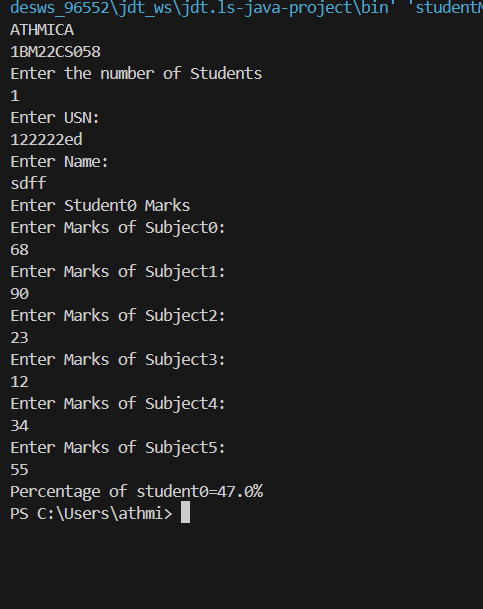 desws_96552\jdt_ws\jdt.ls-java-project\bin' 'student
ATHMICA
1BM22CS058
Enter the number of Students
1
Enter USN:
122222ed
Enter Name:
sdff
Enter Student0 Marks
Enter Marks of Subject0:
68
Enter Marks of Subject1:
90
Enter Marks of Subject2:
23
Enter Marks of Subject3:
12
Enter Marks of Subject4:
34
Enter Marks of Subject5:
55
Percentage of student0=47.0%
PS C:\Users\athmi>